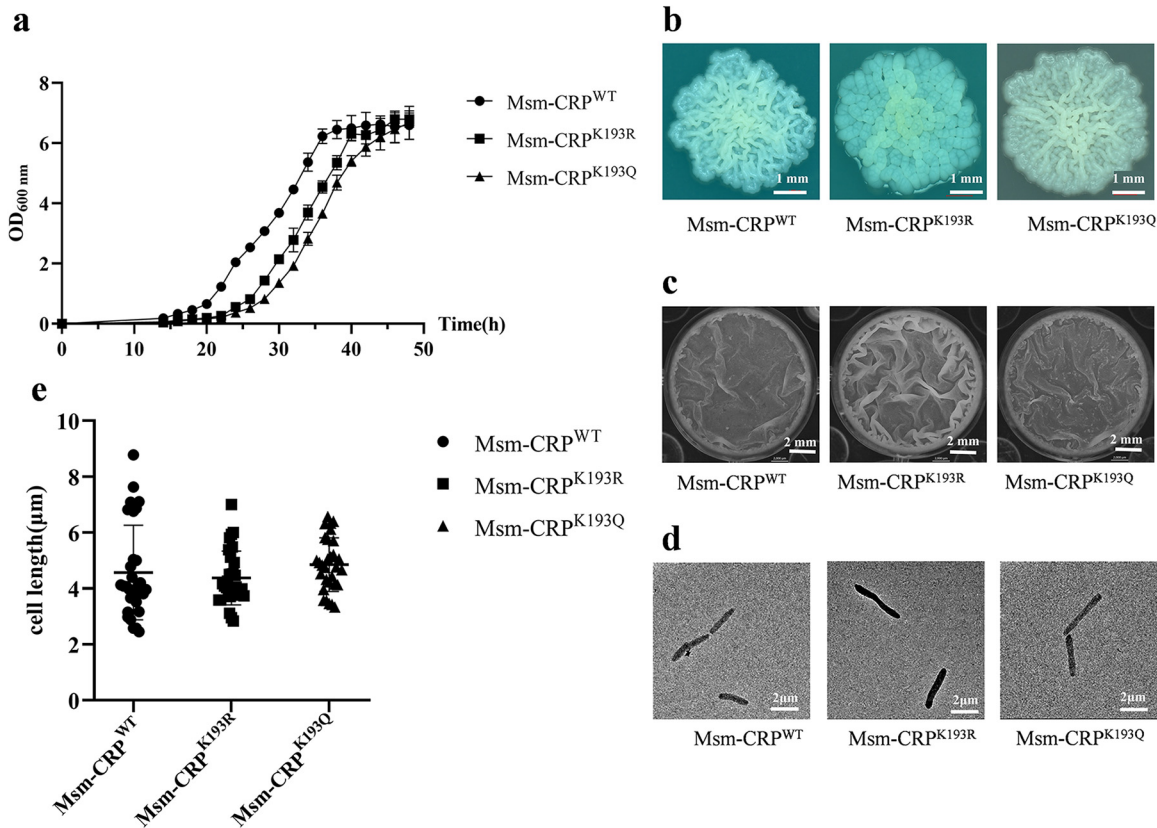 a
8
6
4
2
0
OD600 nm
0
10
20
30
40
50
Time(h)
Msm-CRPWT
Msm-CRPK193R
Msm-CRPK193Q
b
1 mm
1 mm
1 mm
Msm-CRPWT
Msm-CRPK193R
Msm-CRPK193Q
c
2 mm
2 mm
2 mm
Msm-CRPWT
Msm-CRPK193R
Msm-CRPK193Q
e
10
8
6
4
2
0
cell length(μm)
Msm-CRPWT
Msm-CRPK193R
Msm-CRPK193Q
Msm-CRPWT
Msm-CRPK193R
Msm-CRPK193Q
d
2μm
2μm
2μm
Msm-CRPWT
Msm-CRPK193R
Msm-CRPK193Q